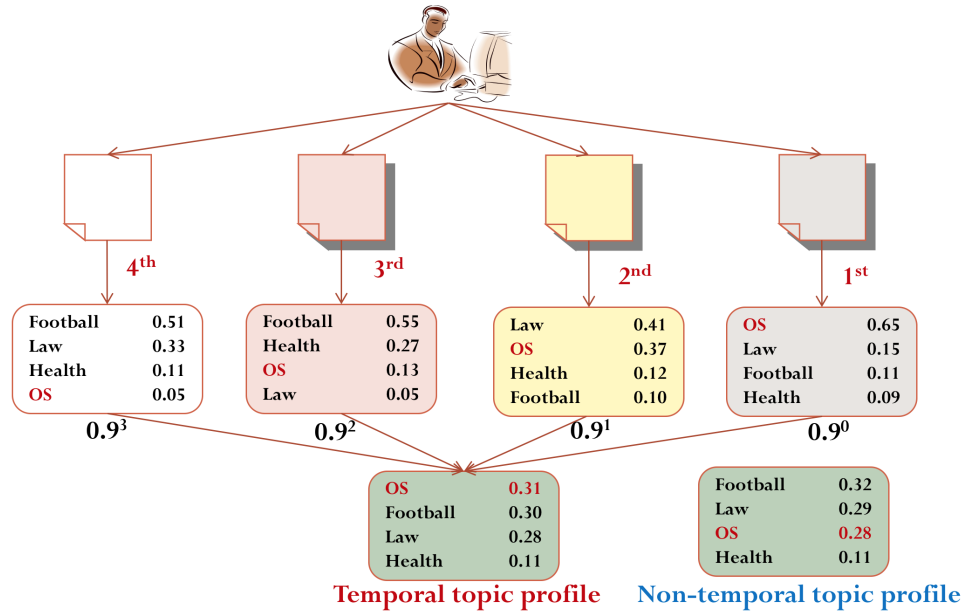 4th
3rd
2nd
1st
Football 0.51
Law 0.33
Health 0.11
OS 0.05
Football 0.55
Health 0.27
OS 0.13
Law 0.05
Law 0.41
OS 0.37
Health 0.12
Football 0.10
OS 0.65
Law 0.15
Football 0.11
Health 0.09
0.9³
0.9²
0.9¹
0.9⁰
OS 0.31
Football 0.30
Law 0.28
Health 0.11
Football 0.32
Law 0.29
OS 0.28
Health 0.11
Temporal topic profile
Non-temporal topic profile